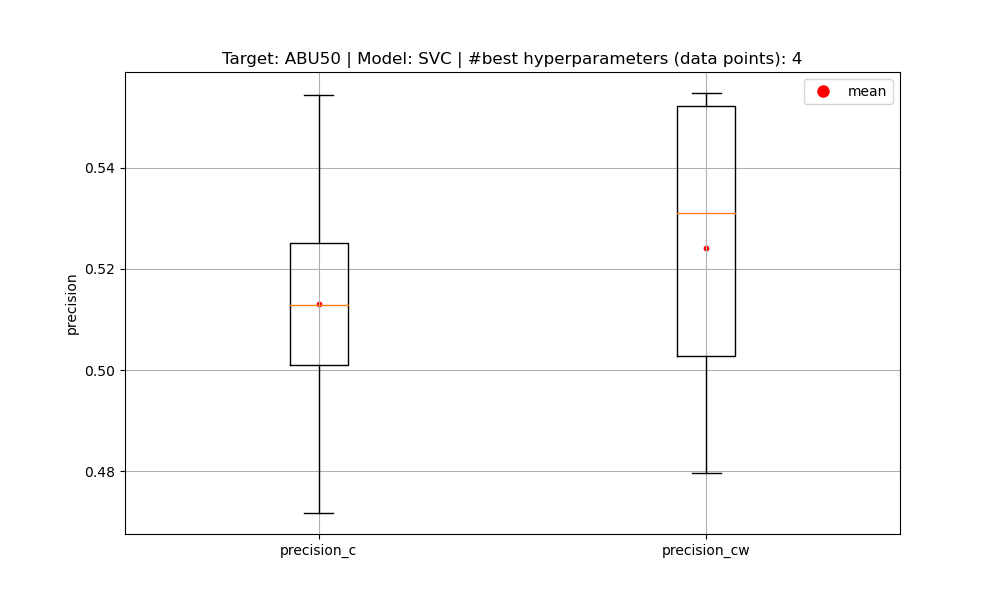 Target: ABU50 | Model: SVC | #best hyperparameters (data points): 4
mean
0.54
0.52
0.50
0.48
precision
precision_c
precision_cw